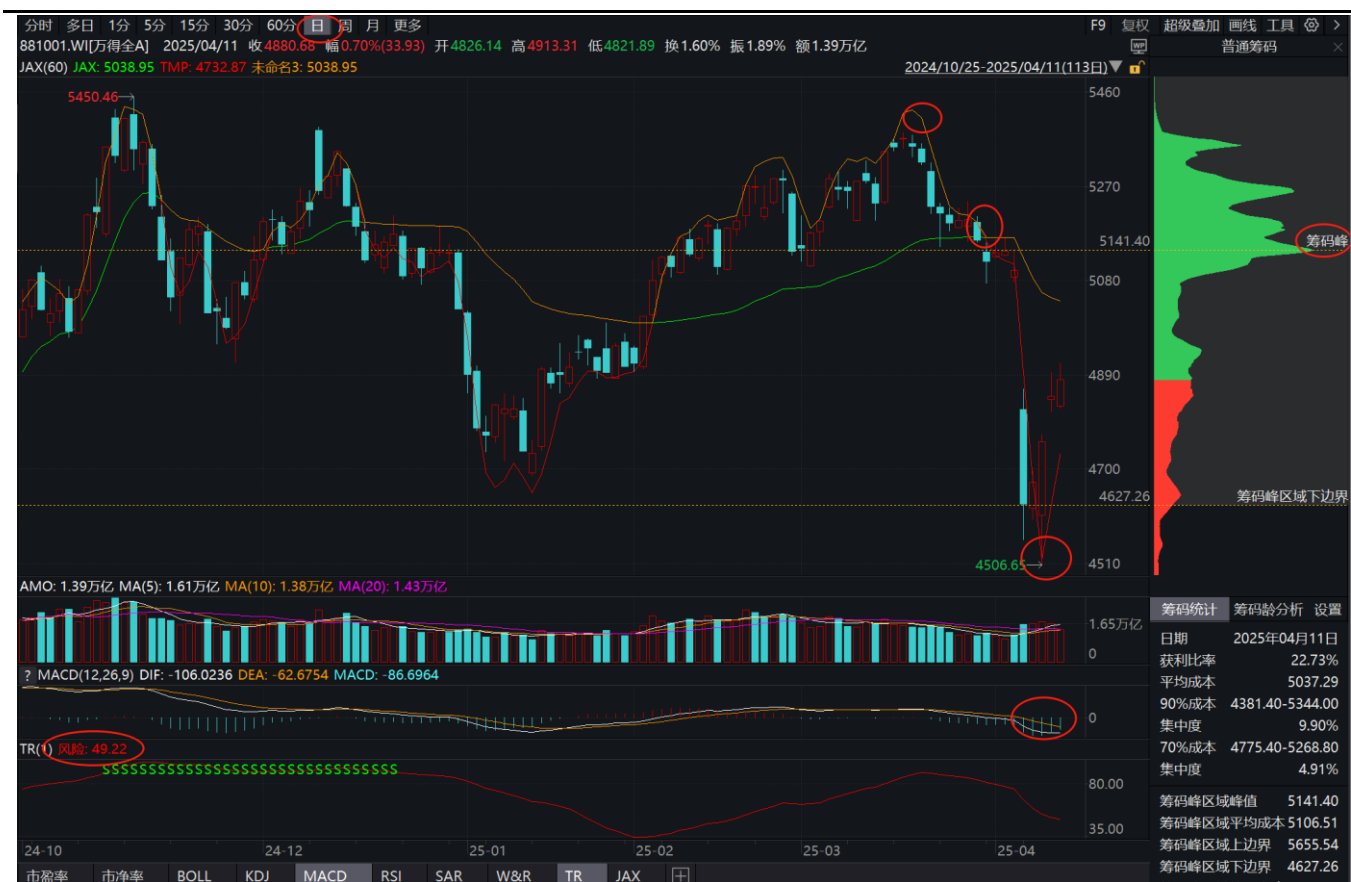 分时 多日 1分 5分 15分 30分 60分 日 周 月 更多 F9 复权 超级叠加 画线 工具
881001.WI[万得全A] 2025/04/11 收4880.68 幅0.70%(33.93) 开4826.14 高4913.31 低4821.89 换1.60% 振1.89% 额1.39万亿 WP 普通筹码
JAX(60) JAX: 5038.95 TMP: 4732.87 未命名3: 5038.95 2024/10/25-2025/04/11(113日)
5450.46
5460
5270
5141.40
筹码峰
5080
4890
4700
4627.26
筹码峰区域下边界
4506.65
4510
AMO: 1.39万亿 MA(5): 1.61万亿 MA(10): 1.38万亿 MA(20): 1.43万亿
1.65万亿
0
? MACD(12,26,9) DIF: -106.0236 DEA: -62.6754 MACD: -86.6964
0
TR(1) 风险: 49.22
SSSSSSSSSSSSSSSSSSSSSSSSSSSSSSSSS
80.00
35.00
24-10 24-12 25-01 25-02 25-03 25-04
市盈率 市净率 BOLL KDJ MACD RSI SAR W&R TR JAX
筹码统计 筹码龄分析 设置
日期 2025年04月11日
获利比率 22.73%
平均成本 5037.29
90%成本 4381.40-5344.00
集中度 9.90%
70%成本 4775.40-5268.80
集中度 4.91%
筹码峰区域峰值 5141.40
筹码峰区域平均成本 5106.51
筹码峰区域上边界 5655.54
筹码峰区域下边界 4627.26